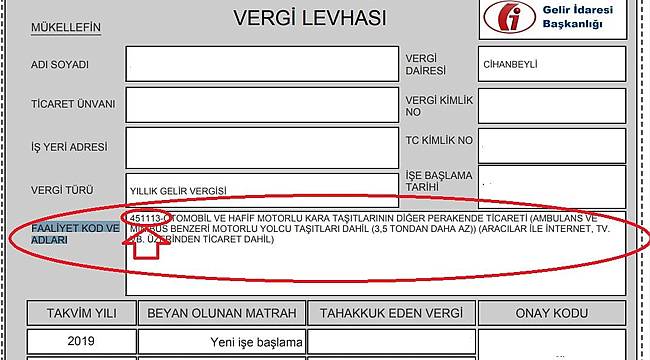 VERGİ LEVHASI
Gelir İdaresi
Başkanlığı
MÜKELLEFİN
ADI SOYADI
VERGİ
DAİRESİ
CİHANBEYLİ
TİCARET ÜNVANI
VERGİ KİMLİK
NO
İŞ YERİ ADRESİ
TC KİMLİK NO
VERGİ TÜRÜ
YILLIK GELİR VERGİSİ
İŞE BAŞLAMA
TARİHİ
FAALİYET KOD VE
ADLARI
451113-OTOMOBİL VE HAFİF MOTORLU KARA TAŞITLARININ DİĞER PERAKENDE TİCARETİ (AMBULANS VE
MİNİBÜS BENZERİ MOTORLU YOLCU TAŞITLARI DAHİL (3,5 TONDAN DAHA AZ)) (ARACILAR İLE İNTERNET, TV.
VB. ÜZERİNDEN TİCARET DAHİL)
TAKVİM YILI BEYAN OLUNAN MATRAH TAHAKKUK EDEN VERGİ ONAY KODU
2019 Yeni işe başlama